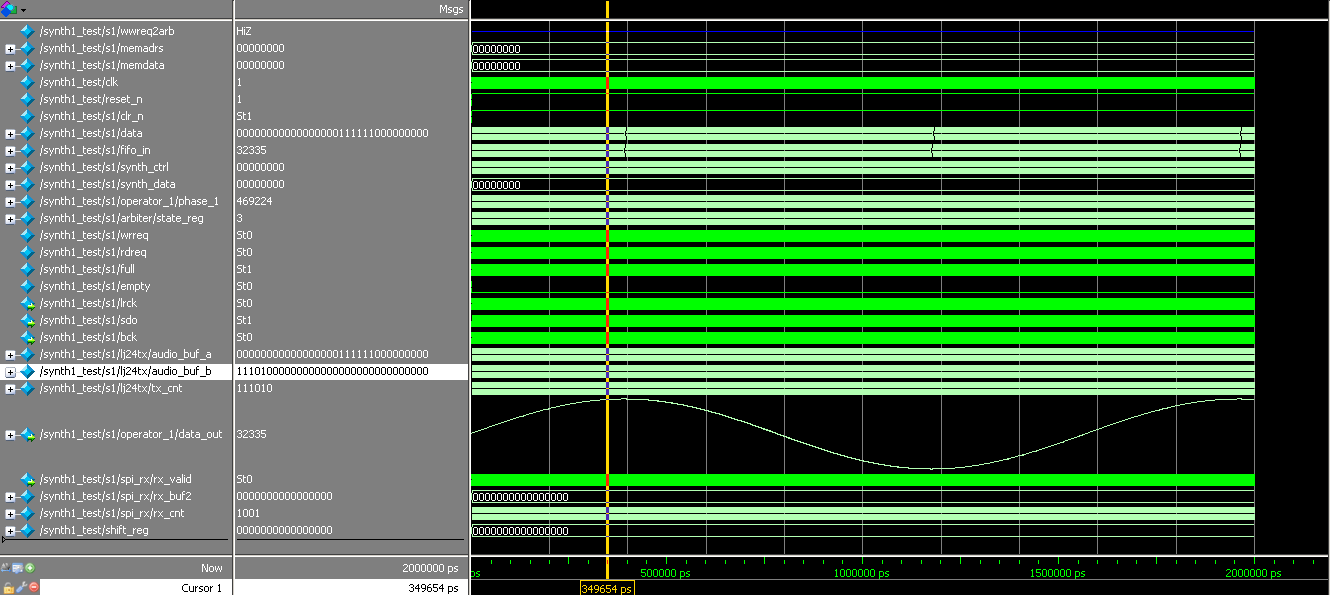 Msgs
/synth1_test/s1/wwreq2arb HiZ
/synth1_test/s1/memadrs 00000000 00000000
/synth1_test/s1/memdata 00000000 00000000
/synth1_test/clk 1
/synth1_test/reset_n 1
/synth1_test/s1/clr_n St1
/synth1_test/s1/data 00000000000000000111111000000000
/synth1_test/s1/fifo_in 32335
/synth1_test/s1/synth_ctrl 00000000
/synth1_test/s1/synth_data 00000000 00000000
/synth1_test/s1/operator_1/phase_1 469224
/synth1_test/s1/arbiter/state_reg 3
/synth1_test/s1/wrreq St0
/synth1_test/s1/rdreq St0
/synth1_test/s1/full St1
/synth1_test/s1/empty St0
/synth1_test/s1/lrck St0
/synth1_test/s1/sdo St1
/synth1_test/s1/bck St0
/synth1_test/s1/lj24tx/audio_buf_a 00000000000000000111111000000000
/synth1_test/s1/lj24tx/audio_buf_b 11101000000000000000000000000000
/synth1_test/s1/lj24tx/tx_cnt 111010
/synth1_test/s1/operator_1/data_out 32335
/synth1_test/s1/spi_rx/rx_valid St0
/synth1_test/s1/spi_rx/rx_buf2 0000000000000000 0000000000000000
/synth1_test/s1/spi_rx/rx_cnt 1001
/synth1_test/shift_reg 0000000000000000 0000000000000000
Now 2000000 ps ps 500000 ps 1000000 ps 1500000 ps 2000000 ps
Cursor 1 349654 ps 349654 ps